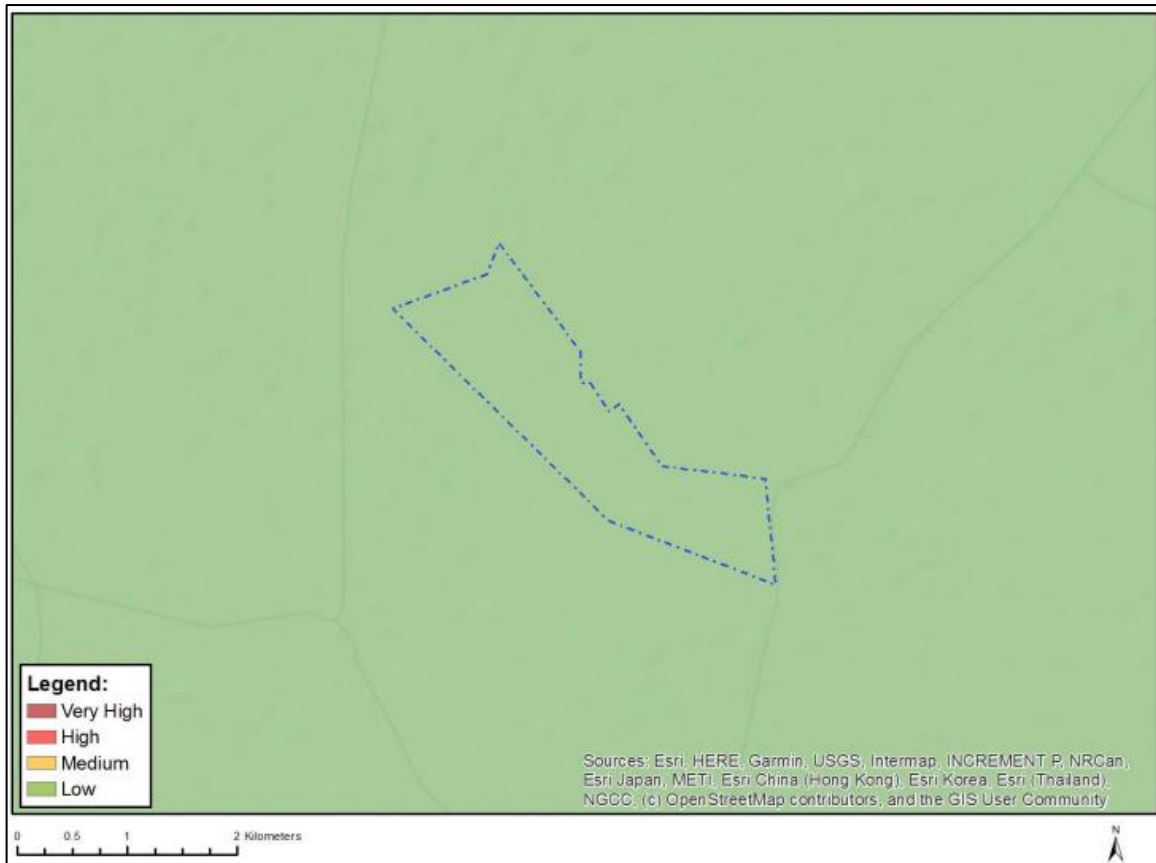 Legend:
Very High
High
Medium
Low
Sources: Esri, HERE, Garmin, USGS, Intermap, INCREMENT P, NRCan,
Esri Japan, METI, Esri China (Hong Kong), Esri Korea, Esri (Thailand),
NGCC, (c) OpenStreetMap contributors, and the GIS User Community
0 0.5 1 2 Kilometers
N